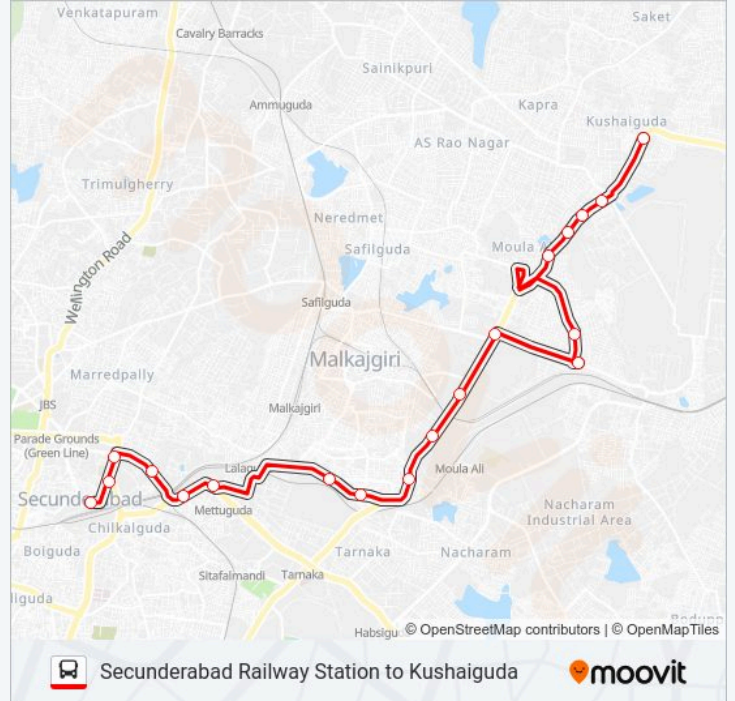 Venkatapuram
Saket
Cavalry Barracks
Sainikpuri
Ammuguda
Kapra
Kushaiguda
AS Rao Nagar
Trimulgherry
Neredmet
Safilguda
Moula A
Wellington Road
Safilguda
Malkajgiri
Marredpally
JBS
Malkajgiri
Parade Grounds
(Green Line)
Lalagu
Moula Ali
Secunderabad
Mettuguda
Chilkalguda
Nacharam
Industrial Area
Boiguda
Tarnaka
Nacharam
Sitafalmandi
Tarnaka
liguda
Habsigu
© OpenStreetMap contributors | © OpenMapTiles
Secunderabad Railway Station to Kushaiguda
moovit